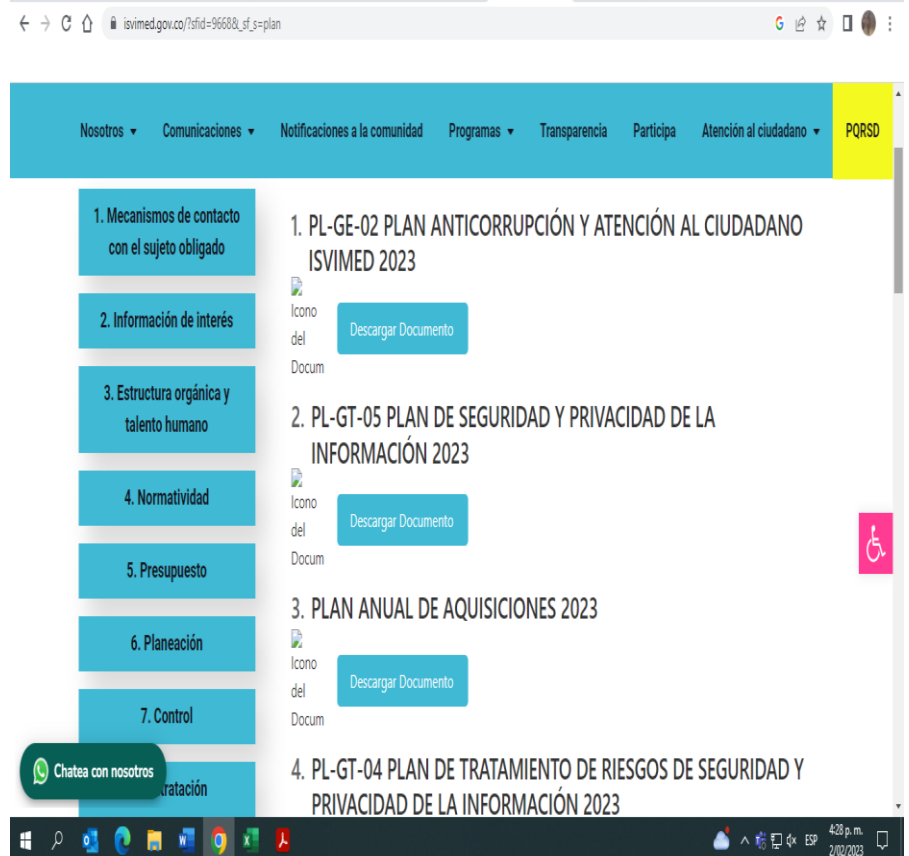 isvimed.gov.co/?sfid=9668&_sf_s=plan
Nosotros
Comunicaciones
Notificaciones a la comunidad
Programas
Transparencia
Participa
Atención al ciudadano
PQRSD
1. Mecanismos de contacto
con el sujeto obligado
2. Información de interés
3. Estructura orgánica y
talento humano
4. Normatividad
5. Presupuesto
6. Planeación
7. Control
tratación
Chatea con nosotros
1. PL-GE-02 PLAN ANTICORRUPCIÓN Y ATENCIÓN AL CIUDADANO
ISVIMED 2023
Icono
del
Docum
Descargar Documento
2. PL-GT-05 PLAN DE SEGURIDAD Y PRIVACIDAD DE LA
INFORMACIÓN 2023
Icono
del
Docum
Descargar Documento
3. PLAN ANUAL DE AQUISICIONES 2023
Icono
del
Docum
Descargar Documento
4. PL-GT-04 PLAN DE TRATAMIENTO DE RIESGOS DE SEGURIDAD Y
PRIVACIDAD DE LA INFORMACIÓN 2023
ESP
4:28 p. m.
2/02/2023